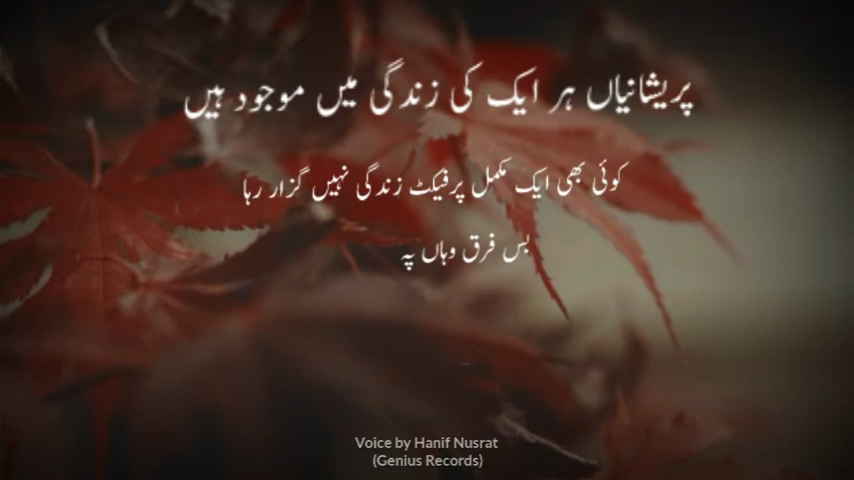 پریشانیاں ہر ایک کی زندگی میں موجود ہیں
کوئی بھی ایک مکمل پرفیکٹ زندگی نہیں گزار رہا
بس فرق وہاں پہ
Voice by Hanif Nusrat
(Genius Records)